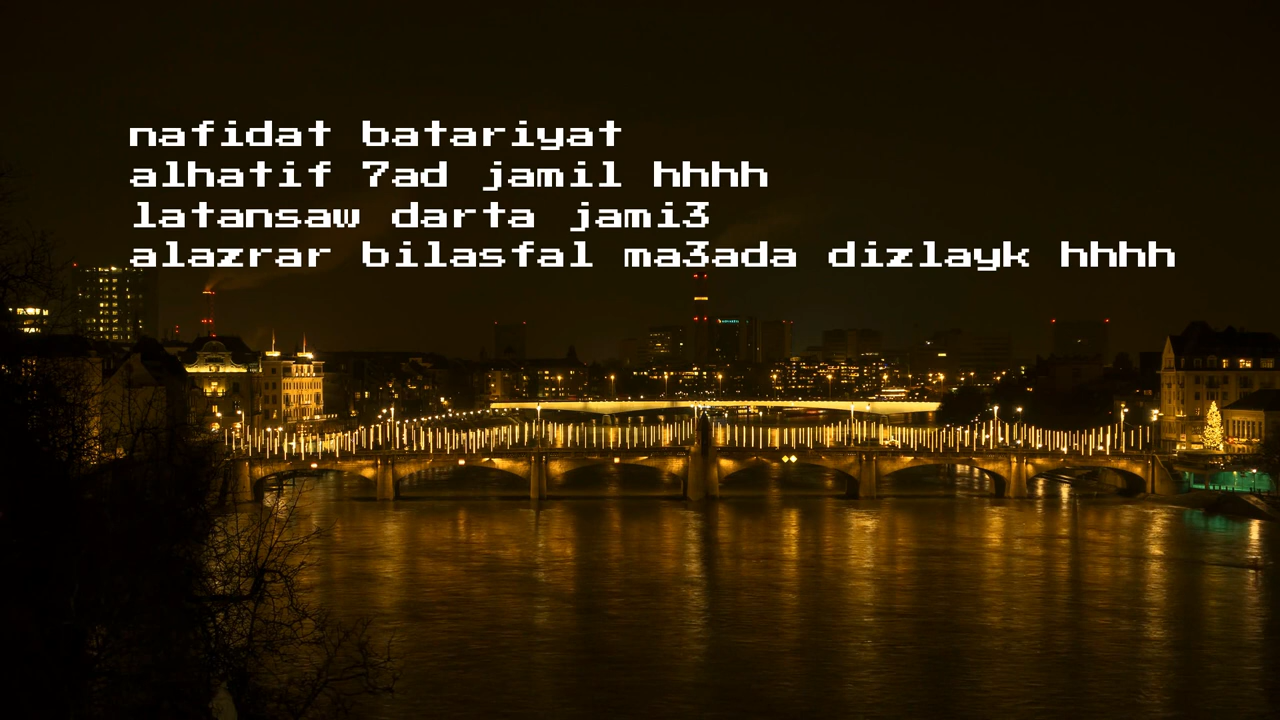 nafidat batariyat
alhatif 7ad jamil hhhh
latansaw darta jami3
alazrar bilasfal ma3ada dizlayk hhhh